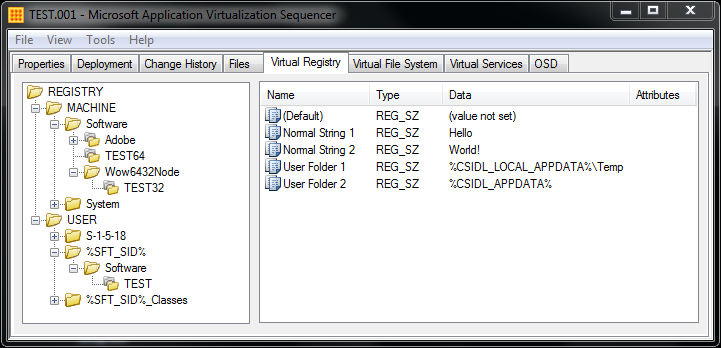 TEST.001 - Microsoft Application Virtualization Sequencer
File View Tools Help
Properties Deployment Change History Files Virtual Registry Virtual File System Virtual Services OSD
REGISTRY
MACHINE
Software
Adobe
TEST64
Wow6432Node
TEST32
System
USER
S-1-5-18
%SFT_SID%
Software
TEST
%SFT_SID%_Classes
Name Type Data Attributes
(Default) REG_SZ (value not set)
Normal String 1 REG_SZ Hello
Normal String 2 REG_SZ World!
User Folder 1 REG_SZ %CSIDL_LOCAL_APPDATA%\Temp
User Folder 2 REG_SZ %CSIDL_APPDATA%